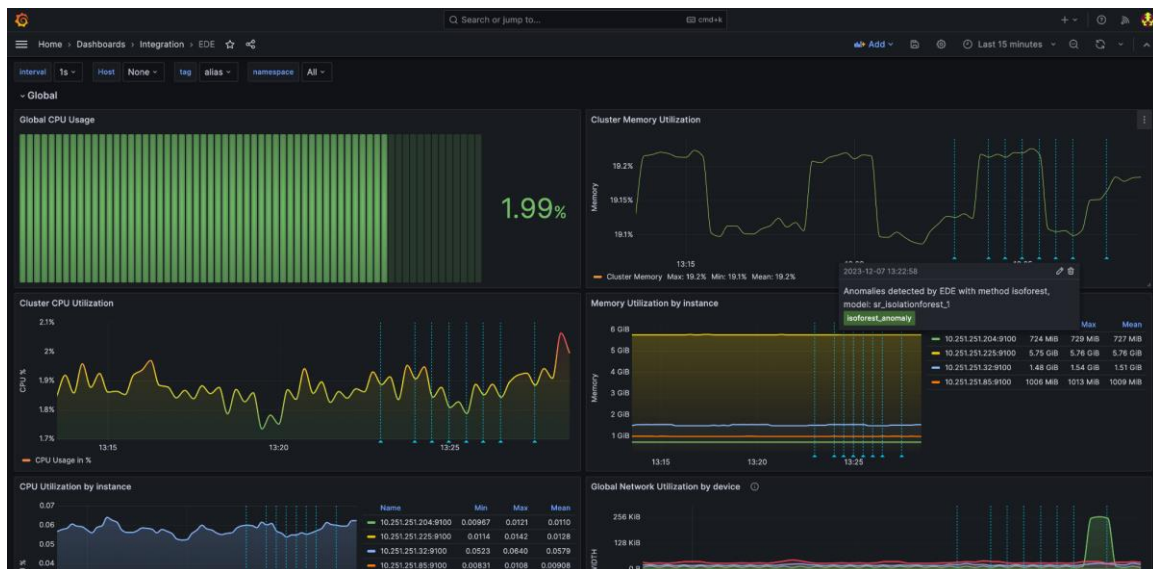 Search or jump to... cmd+k
Home › Dashboards › Integration › EDE
Add
Last 15 minutes
interval 1s Host None tag alias namespace All
Global
Global CPU Usage
1.99%
Cluster Memory Utilization
Memory
19.2%
19.15%
19.1%
13:15
Cluster Memory Max: 19.2% Min: 19.1% Mean: 19.2%
2023-12-07 13:22:58
Anomalies detected by EDE with method isoforest,
model: sr_isolationforest_1
isoforest_anomaly
Cluster CPU Utilization
CPU %
2.1%
2%
1.9%
1.8%
1.7%
13:15 13:20 13:25
CPU Usage in %
Memory Utilization by instance
Memory
6 GiB
5 GiB
4 GiB
3 GiB
2 GiB
1 GiB
13:15 13:20 13:25
Max Mean
10.251.251.204:9100 724 MiB 729 MiB 727 MiB
10.251.251.225:9100 5.75 GiB 5.76 GiB 5.76 GiB
10.251.251.32:9100 1.48 GiB 1.54 GiB 1.51 GiB
10.251.251.85:9100 1006 MiB 1013 MiB 1009 MiB
CPU Utilization by instance
0.07
0.06
0.05
0.04
Name Min Max Mean
10.251.251.204:9100 0.00967 0.0121 0.0110
10.251.251.225:9100 0.0114 0.0142 0.0128
10.251.251.32:9100 0.0523 0.0640 0.0579
10.251.251.85:9100 0.00831 0.0108 0.00908
Global Network Utilization by device
256 KiB
128 KiB
0 B